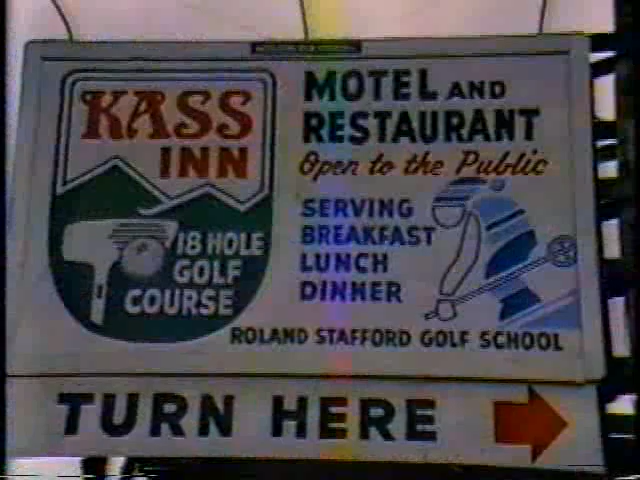 KASS
INN
18 HOLE
GOLF
COURSE
MOTEL AND
RESTAURANT
Open to the Public
SERVING
BREAKFAST
LUNCH
DINNER
ROLAND STAFFORD GOLF SCHOOL
TURN HERE